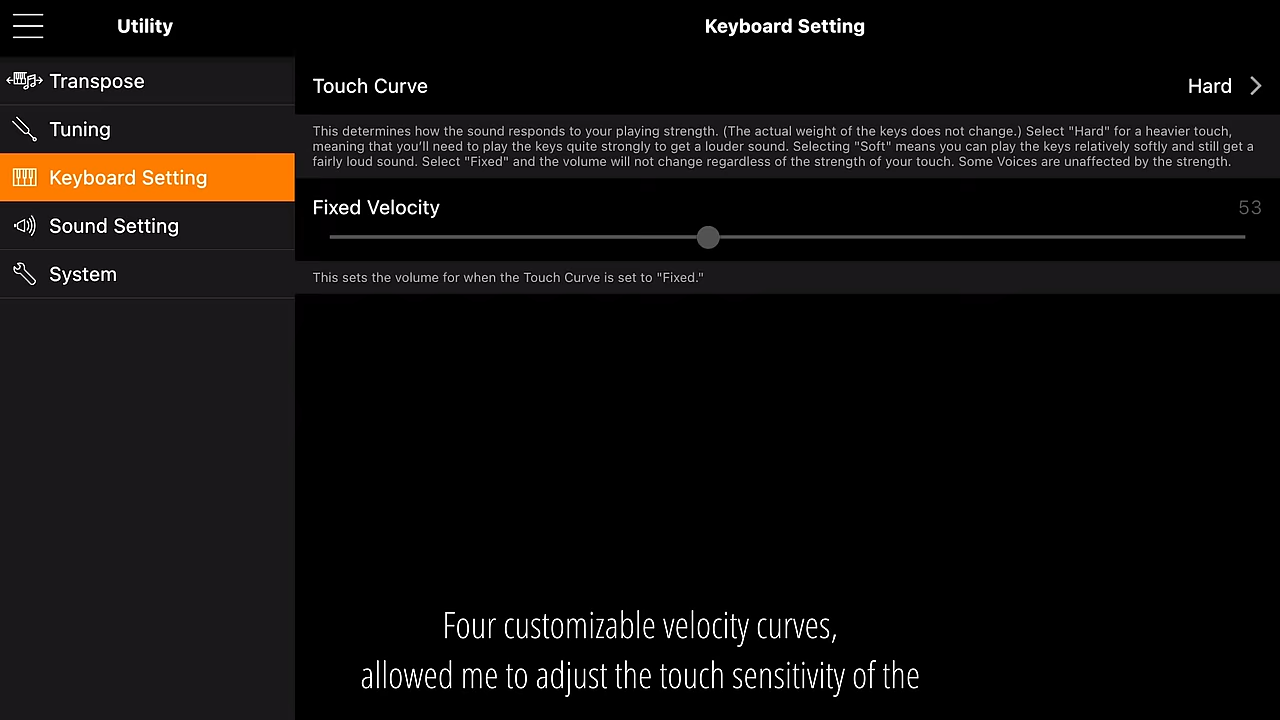 Utility
Keyboard Setting
Transpose
Tuning
Keyboard Setting
Sound Setting
System
Touch Curve
Hard
This determines how the sound responds to your playing strength. (The actual weight of the keys does not change.) Select "Hard" for a heavier touch,
meaning that you’ll need to play the keys quite strongly to get a louder sound. Selecting "Soft" means you can play the keys relatively softly and still get a
fairly loud sound. Select "Fixed" and the volume will not change regardless of the strength of your touch. Some Voices are unaffected by the strength.
Fixed Velocity
53
This sets the volume for when the Touch Curve is set to "Fixed."
Four customizable velocity curves,
allowed me to adjust the touch sensitivity of the